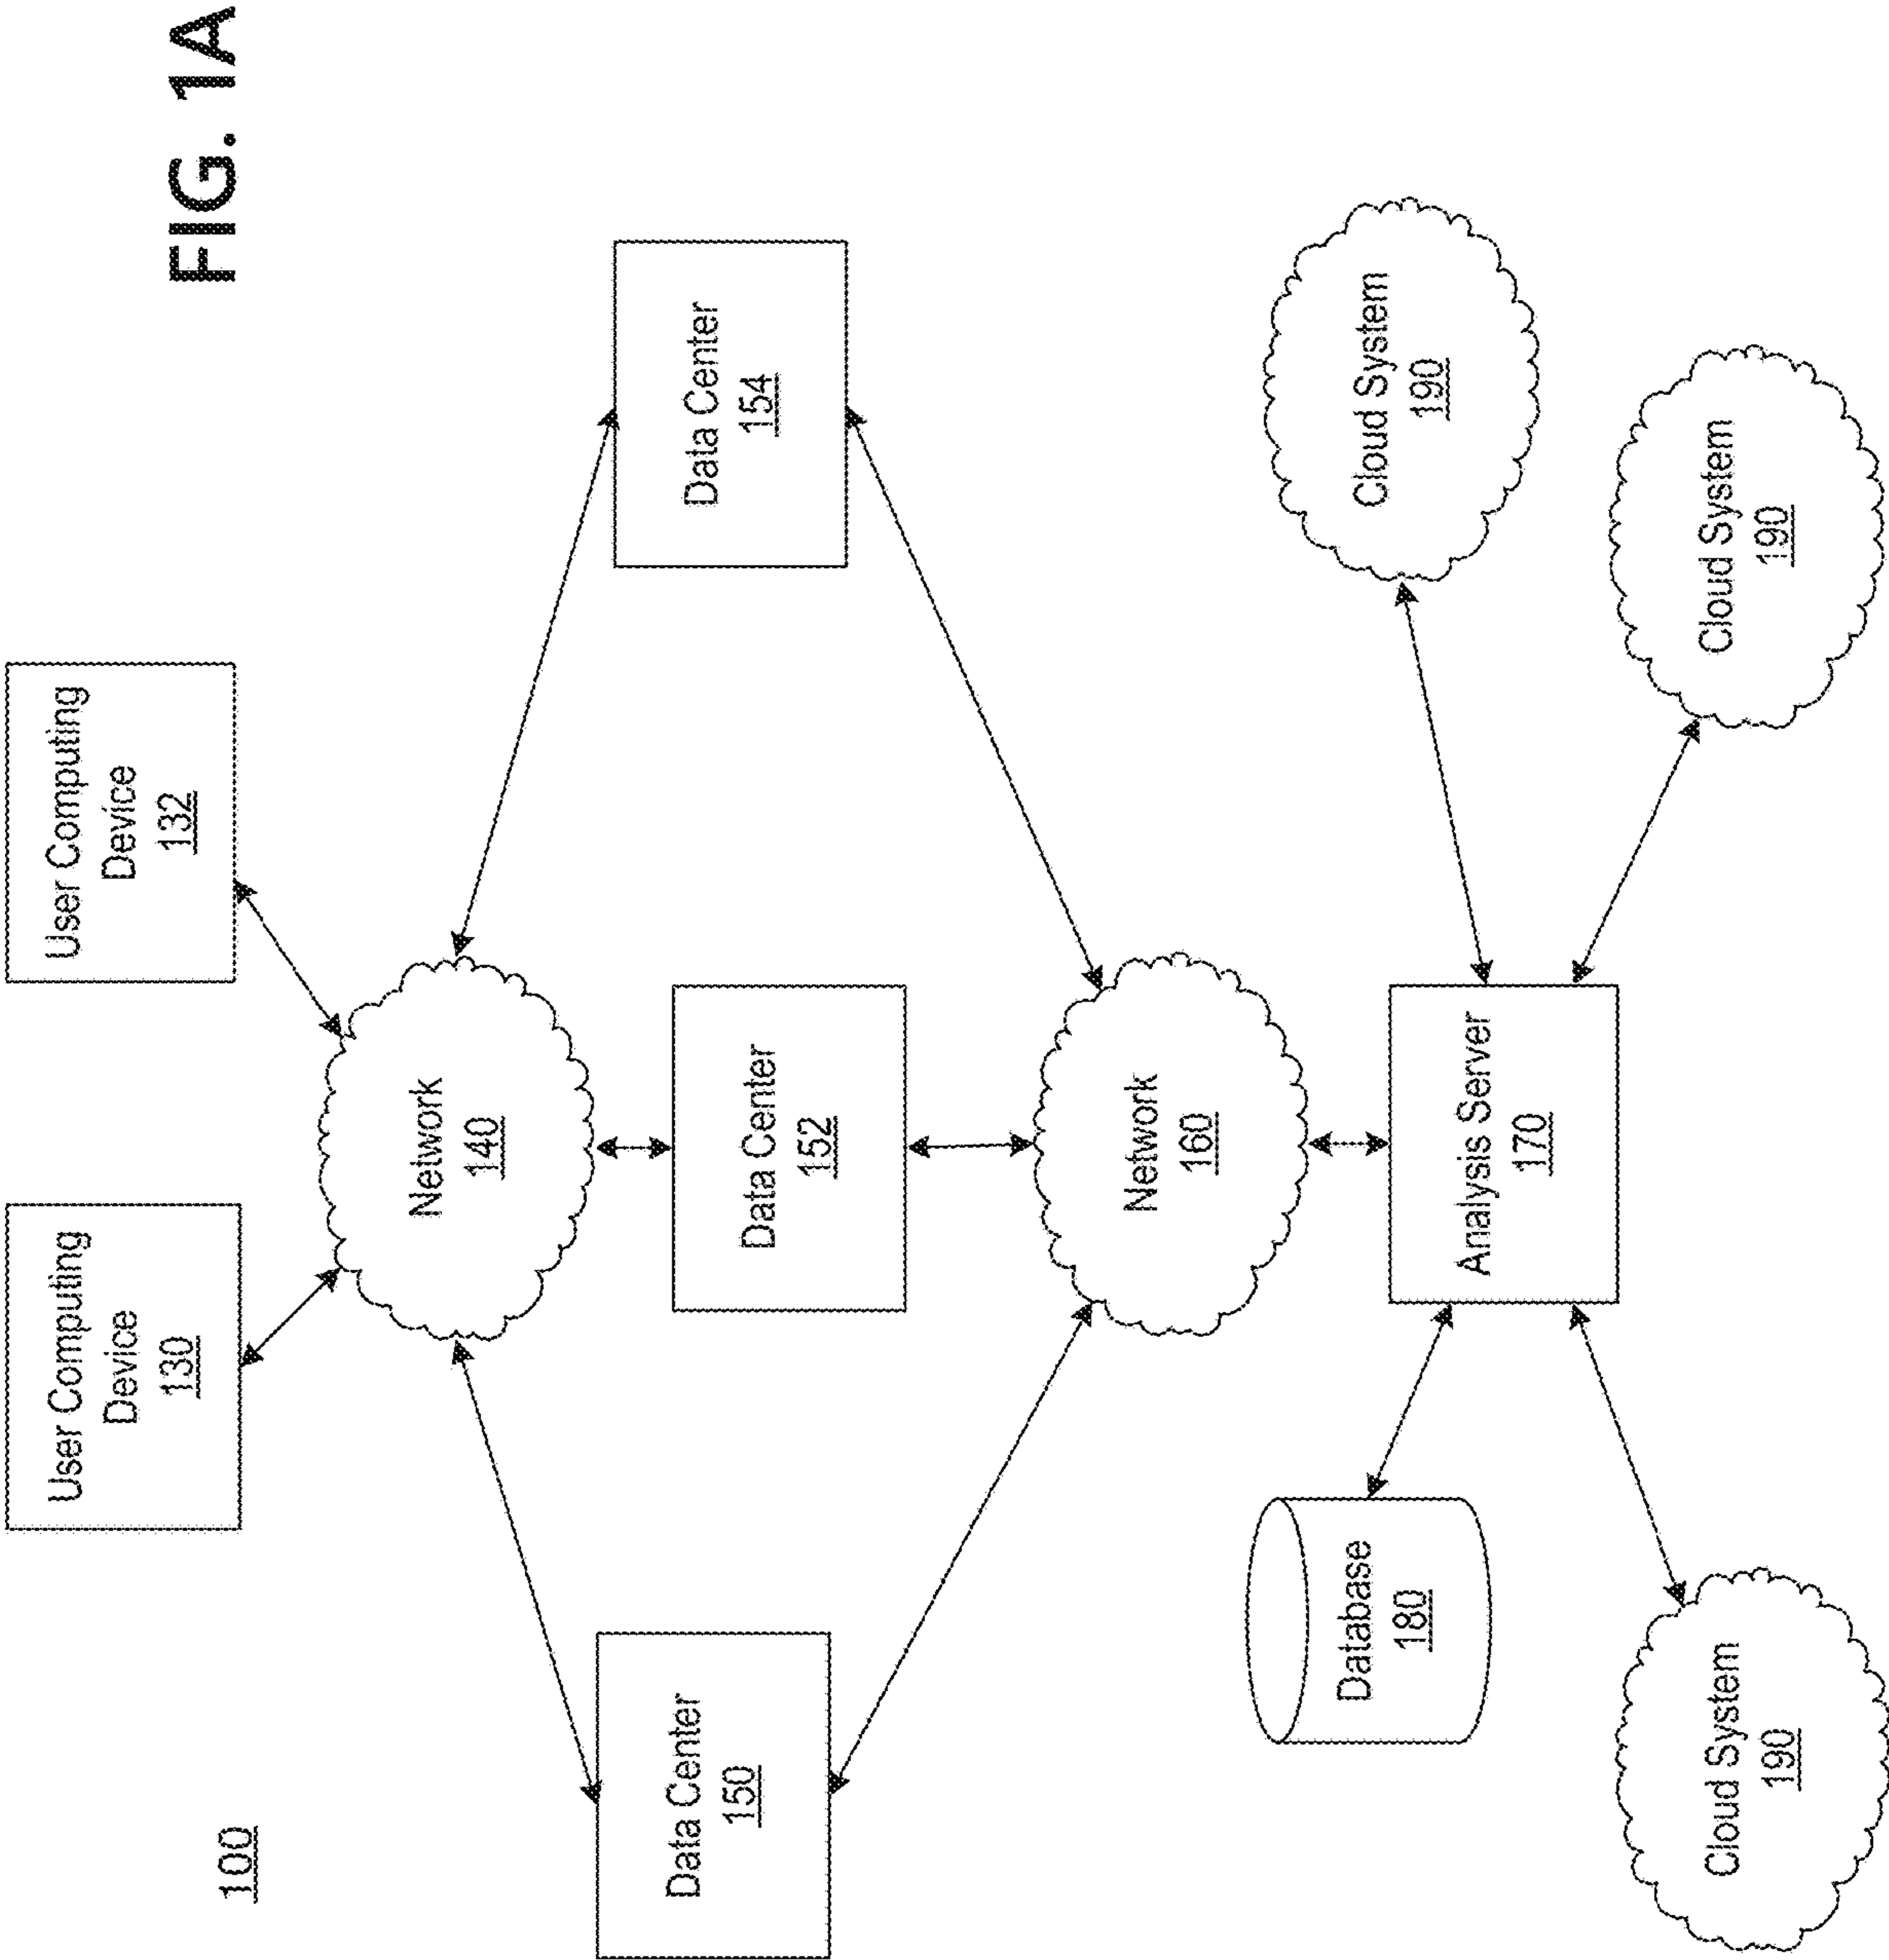 FIG. 1A
100
User Computing
Device
130
User Computing
Device
132
Network
140
Data Center
150
Data Center
152
Data Center
154
Network
160
Database
180
Analysis Server
170
Cloud System
190
Cloud System
190
Cloud System
190